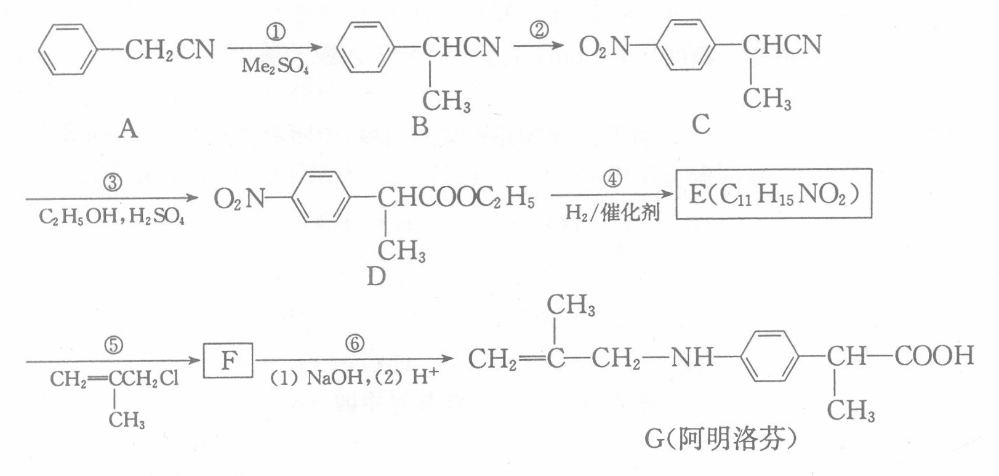 CH₂CN ① Me₂SO₄ CHCN CH₃ ② O₂N CHCN CH₃
A B C
③ C₂H₅OH, H₂SO₄ O₂N CHCOOC₂H₅ CH₃ ④ H₂/催化剂 E(C₁₁H₁₅NO₂)
D
⑤ CH₂=CCH₂Cl CH₃ F ⑥ (1) NaOH, (2) H⁺ CH₂=C—CH₂—NH CH₃ CH—COOH CH₃
G(阿明洛芬)